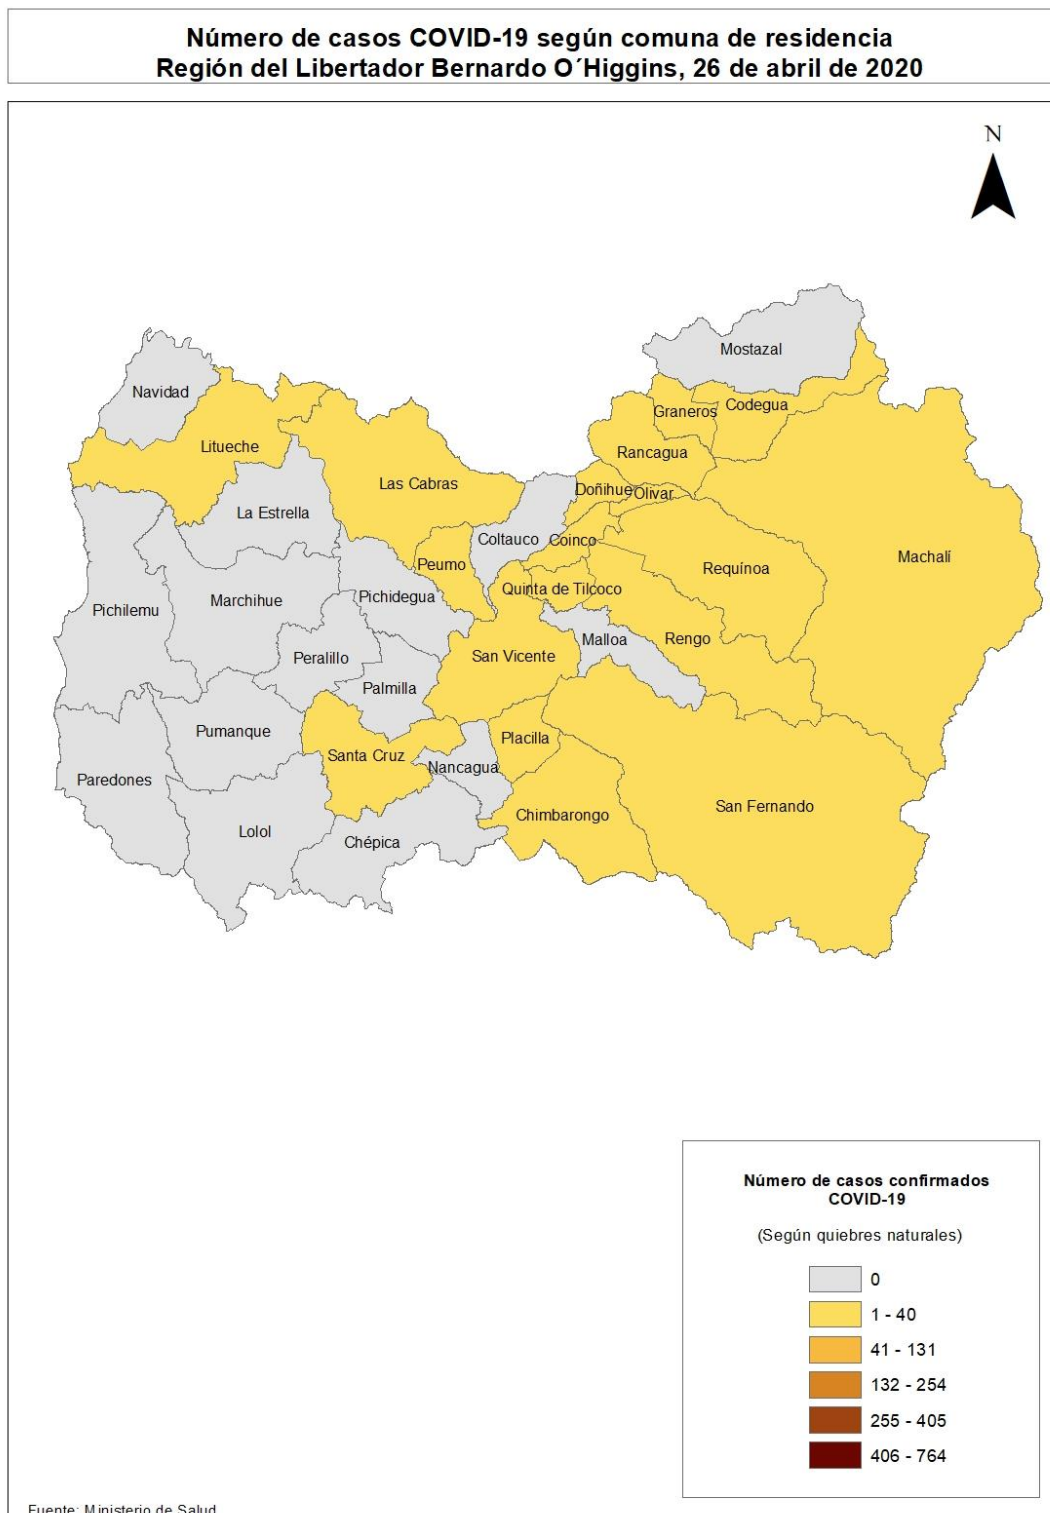 Número de casos COVID-19 según comuna de residencia
Región del Libertador Bernardo O´Higgins, 26 de abril de 2020
N
Mostazal
Navidad
Graneros
Codegua
Litueche
Rancagua
Las Cabras
Doñihue
Olivar
La Estrella
Coltauco
Coinco
Machalí
Peumo
Requínoa
Quinta de Tilcoco
Pichidegua
Marchihue
Pichilemu
Malloa
Rengo
Peralillo
San Vicente
Palmilla
Pumanque
Placilla
Santa Cruz
Nancagua
Paredones
San Fernando
Chimbarongo
Lolol
Chépica
Número de casos confirmados
COVID-19
(Según quiebres naturales)
0
1 - 40
41 - 131
132 - 254
255 - 405
406 - 764
Fuente: Ministerio de Salud